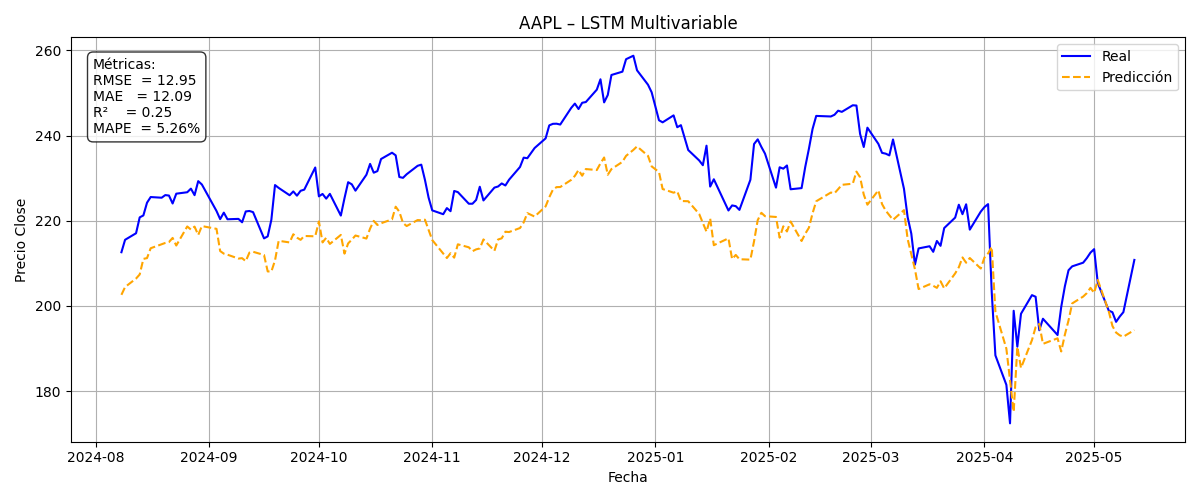 AAPL – LSTM Multivariable
Métricas:
RMSE = 12.95
MAE = 12.09
R² = 0.25
MAPE = 5.26%
Real
Predicción
Precio Close
260
240
220
200
180
2024-08
2024-09
2024-10
2024-11
2024-12
2025-01
2025-02
2025-03
2025-04
2025-05
Fecha